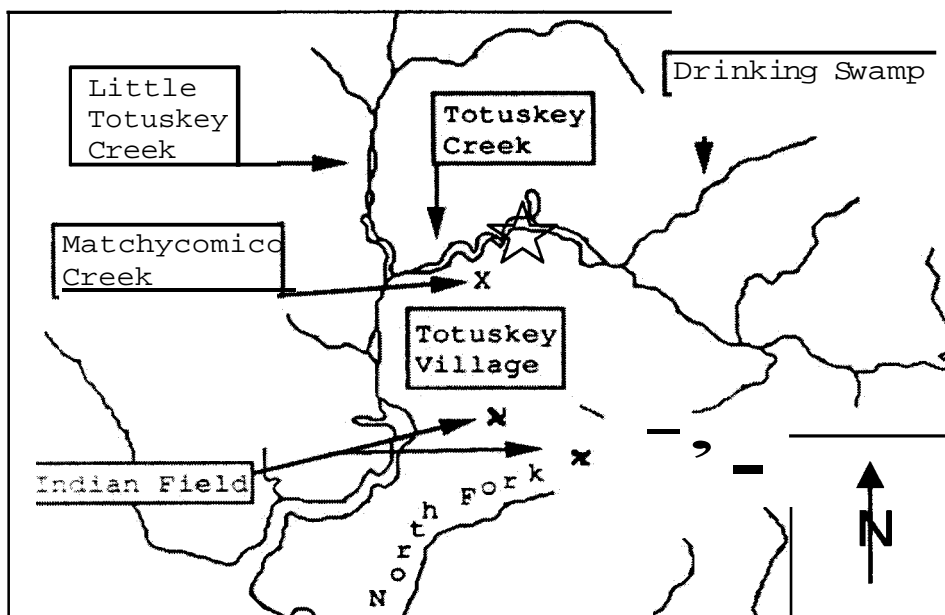 Drinking Swamp
Little
Totuskey
Creek
Totuskey
Creek
Matchycomico
Creek
X
Totuskey
Village
x
x
Indian Field
North Fork
N